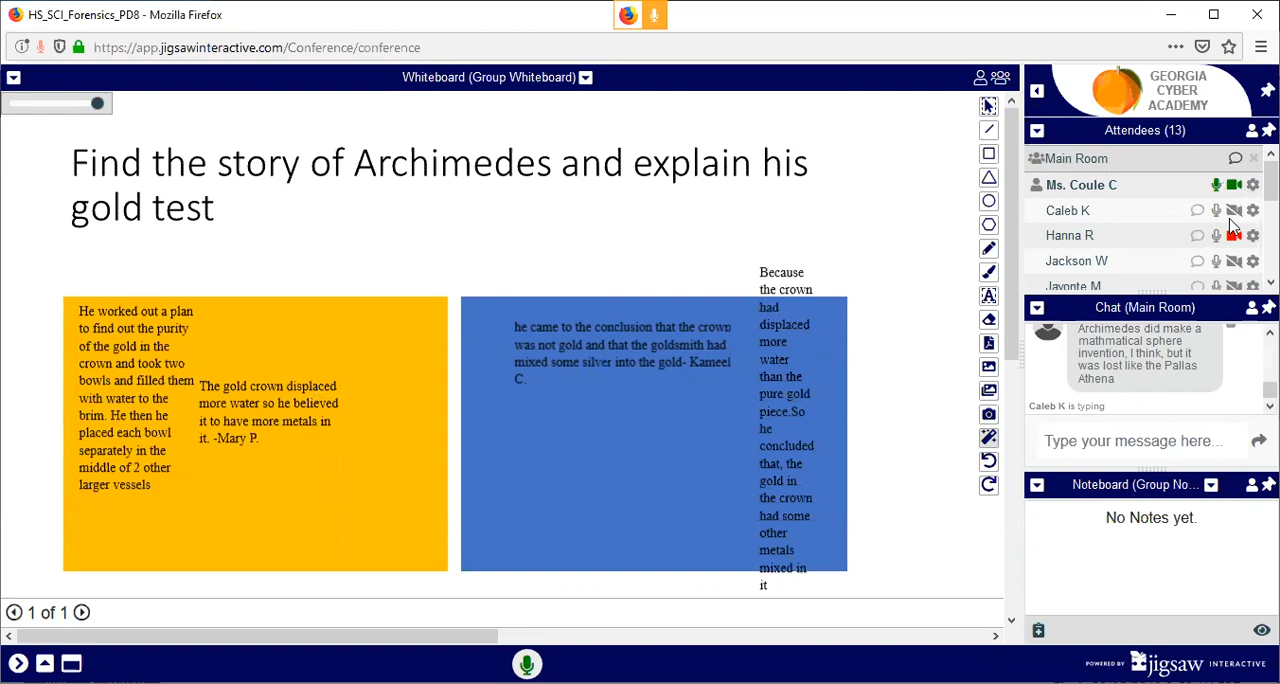 HS_SCI_Forensics_PD8 - Mozilla Firefox
https://app.jigsawinteractive.com/Conference/conference
Whiteboard (Group Whiteboard)
Find the story of Archimedes and explain his
gold test
He worked out a plan
to find out the purity
of the gold in the
crown and took two
bowls and filled them
with water to the
brim. He then he
placed each bowl
separately in the
middle of 2 other
larger vessels
The gold crown displaced
more water so he believed
it to have more metals in
it. -Mary P.
he came to the conclusion that the crown
was not gold and that the goldsmith had
mixed some silver into the gold- Kameel
C.
Because
the crown
had
displaced
more
water
than the
pure gold
piece.So
he
concluded
that, the
gold in
the crown
had some
other
metals
mixed in
it
1 of 1
GEORGIA
CYBER
ACADEMY
Attendees (13)
Main Room
Ms. Coule C
Caleb K
Hanna R
Jackson W
Javonte M
Chat (Main Room)
Archimedes did make a
mathmatical sphere
invention, I think, but it
was lost like the Pallas
Athena
Caleb K is typing
Type your message here...
Noteboard (Group No...
No Notes yet.
POWERED BY jigsaw INTERACTIVE